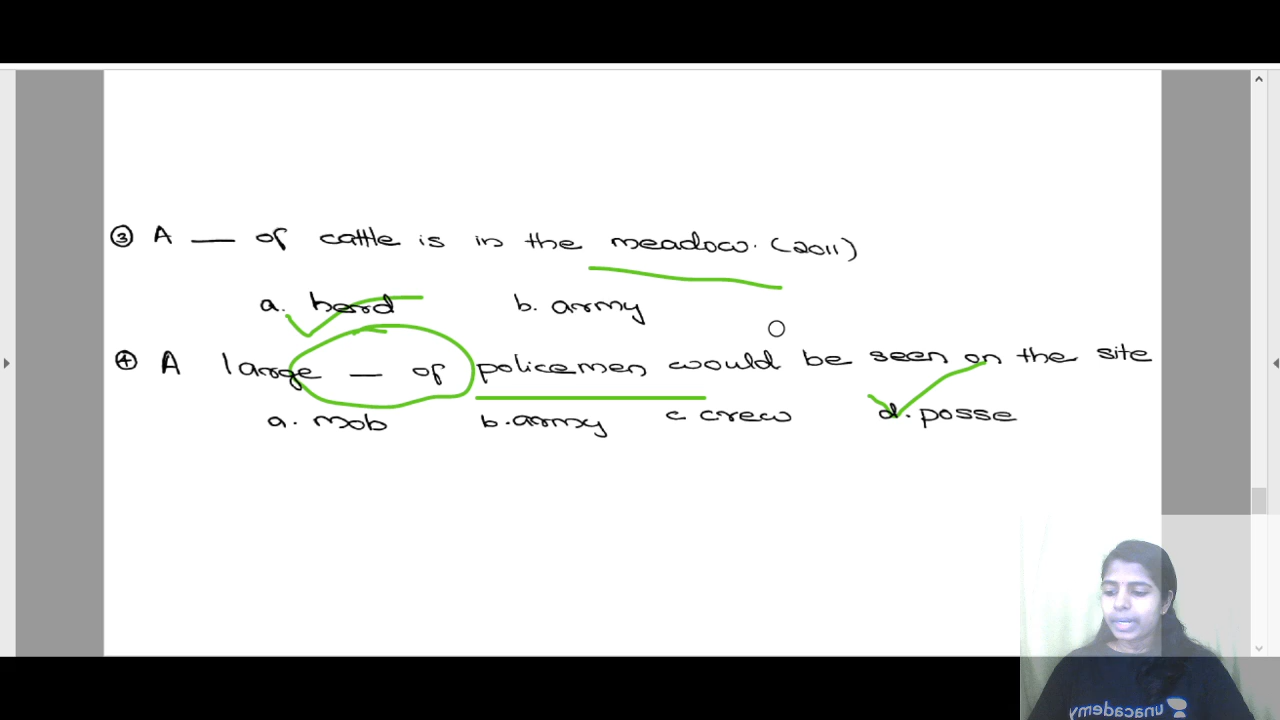 ③ A — of cattle is in the meadow. (2011)
a. herd b. army
④ A large — of policemen would be seen on the site
a. mob b. army c crew d. posse
unacademy